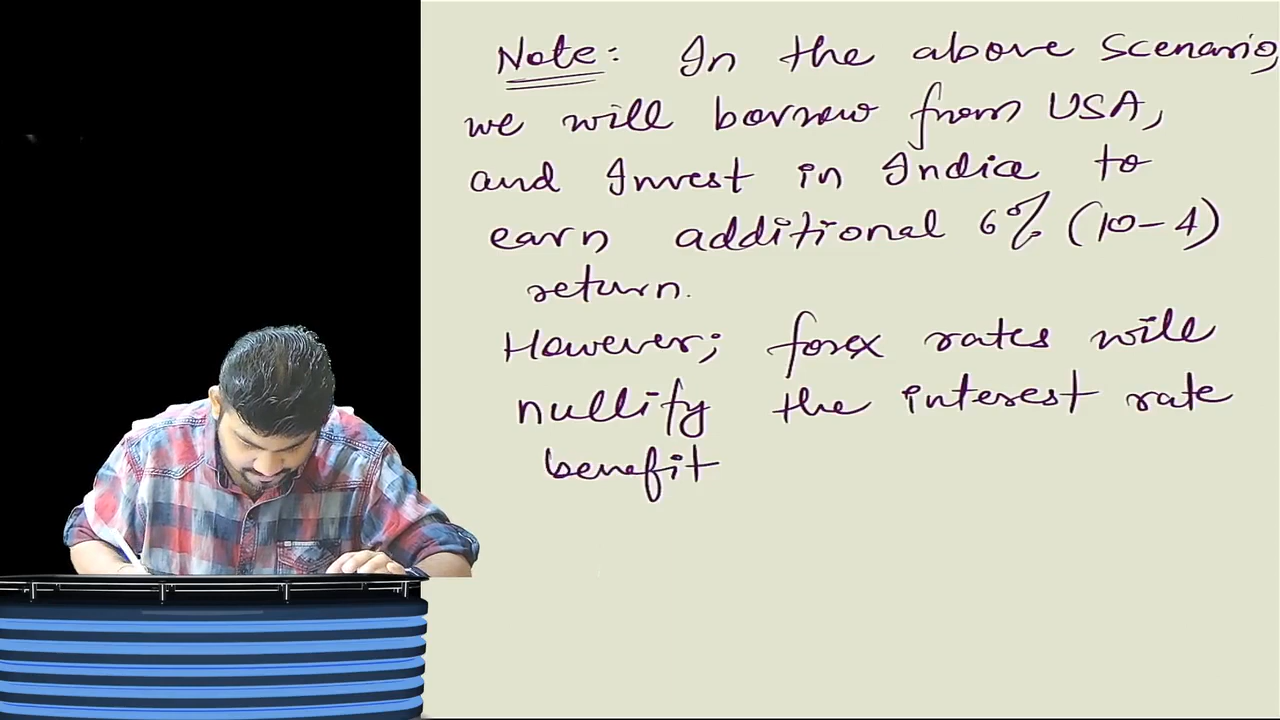 Note: In the above Scenario,
we will borrow from USA,
and Invest in India to
earn additional 6% (10-4)
return.
However; forex rates will
nullify the interest rate
benefit